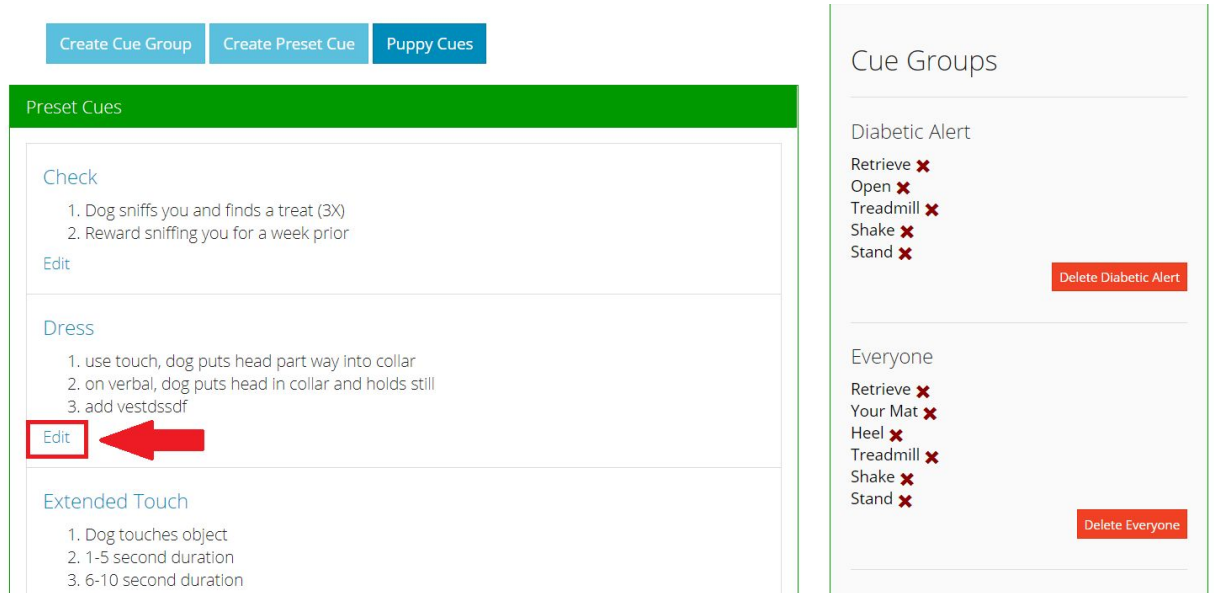 Create Cue Group
Create Preset Cue
Puppy Cues
Preset Cues
Check
1. Dog sniffs you and finds a treat (3X)
2. Reward sniffing you for a week prior
Edit
Dress
1. use touch, dog puts head part way into collar
2. on verbal, dog puts head in collar and holds still
3. add vestdssdf
Edit
Extended Touch
1. Dog touches object
2. 1-5 second duration
3. 6-10 second duration
Cue Groups
Diabetic Alert
Retrieve
Open
Treadmill
Shake
Stand
Delete Diabetic Alert
Everyone
Retrieve
Your Mat
Heel
Treadmill
Shake
Stand
Delete Everyone